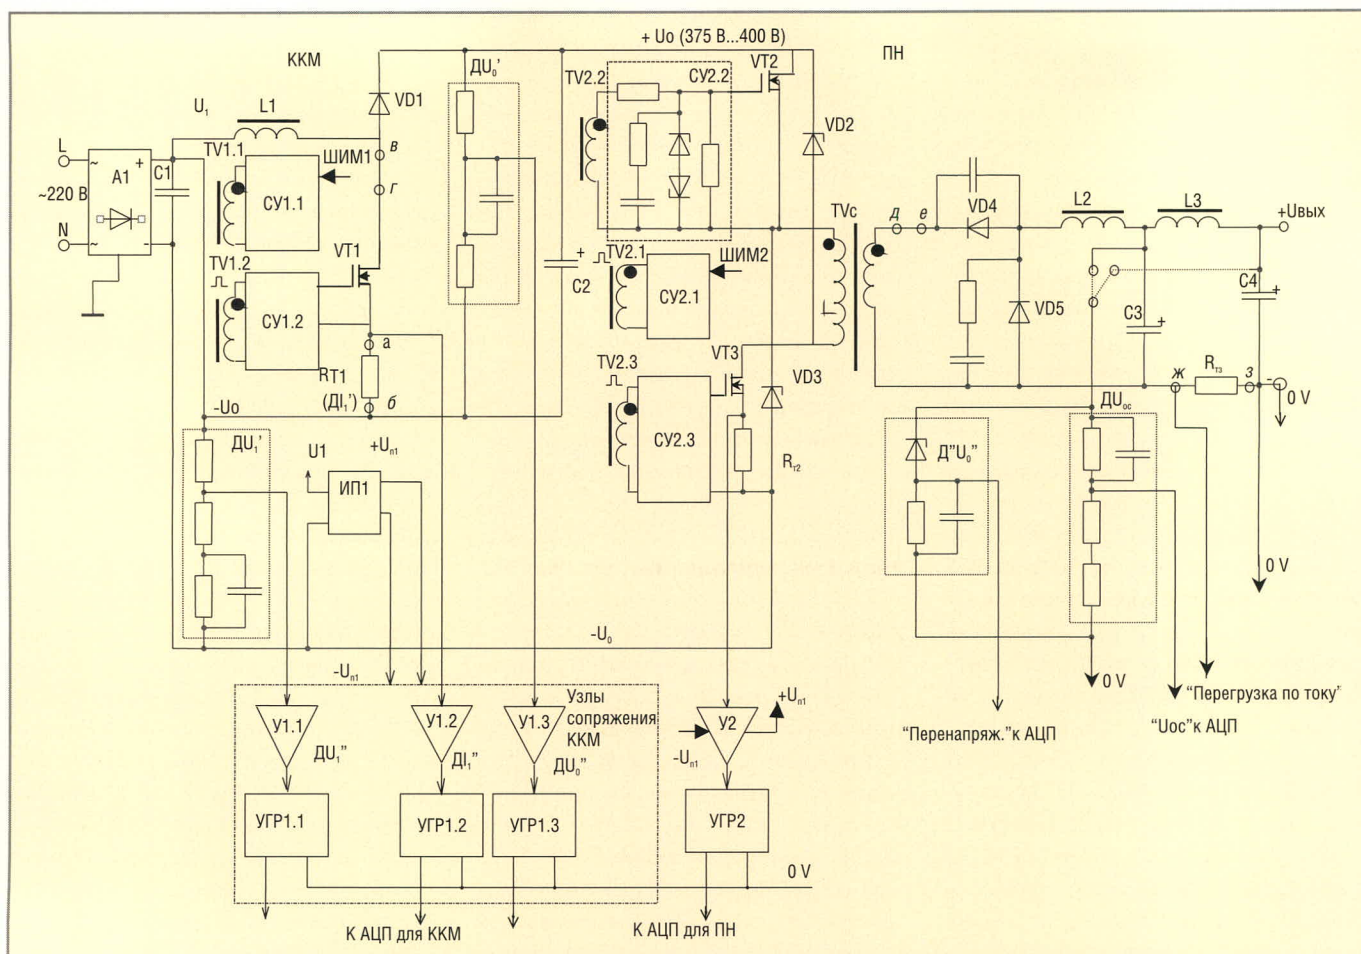 + Uo (375 В...400 В)
ККМ
ПН
ДU₀'
VT2
TV2.2
СУ2.2
U₁
L1
VD1
VD2
L
TV1.1
ШИМ1
в
A1
+
C1
~
~220 В
г
СУ1.1
N
~
-
TVc
д
е
VD4
L2
L3
+Uвых
TV1.2
VT1
TV2.1
ШИМ2
+
C2
СУ2.1
СУ1.2
C4
+
VD5
C3
+
а
RT1
(ДI₁')
б
TV2.3
VT3
VD3
ж
Rт3
з
-
0 V
-Uo
ДUос
ДU₁'
U1
+Uп1
ИП1
СУ2.3
Rт2
Д"U₀"
0 V
-U₀
-Uп1
0 V
"Перегрузка по току"
"Uос"к АЦП
"Перенапряж."к АЦП
Узлы
сопряжения
ККМ
У1.1
У1.2
У1.3
У2
+Uп1
-Uп1
ДU₁"
ДI₁"
ДU₀"
УГР1.1
УГР1.2
УГР1.3
УГР2
0 V
К АЦП для ККМ
К АЦП для ПН